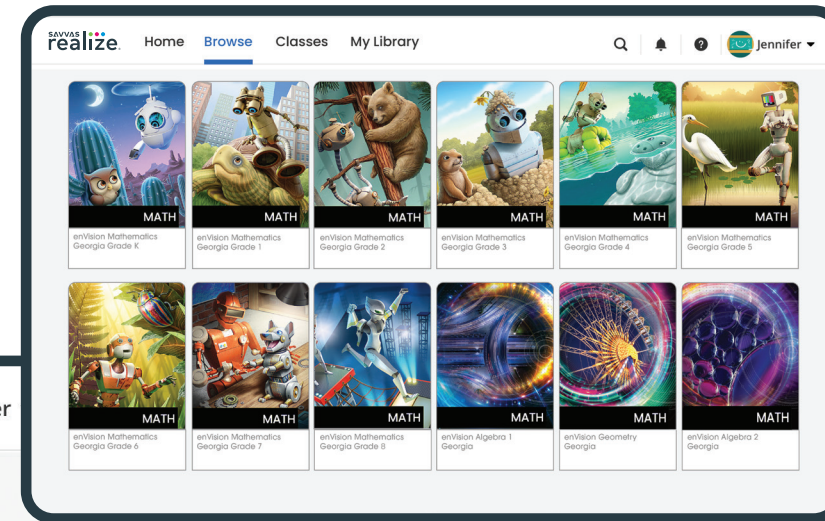 SAVVAS
realize.
Home Browse Classes My Library
Jennifer
MATH MATH MATH MATH MATH MATH
enVision Mathematics
Georgia Grade K
enVision Mathematics
Georgia Grade 1
enVision Mathematics
Georgia Grade 2
enVision Mathematics
Georgia Grade 3
enVision Mathematics
Georgia Grade 4
enVision Mathematics
Georgia Grade 5
MATH MATH MATH MATH MATH MATH
enVision Mathematics
Georgia Grade 6
enVision Mathematics
Georgia Grade 7
enVision Mathematics
Georgia Grade 8
enVision Algebra 1
Georgia
enVision Geometry
Georgia
enVision Algebra 2
Georgia